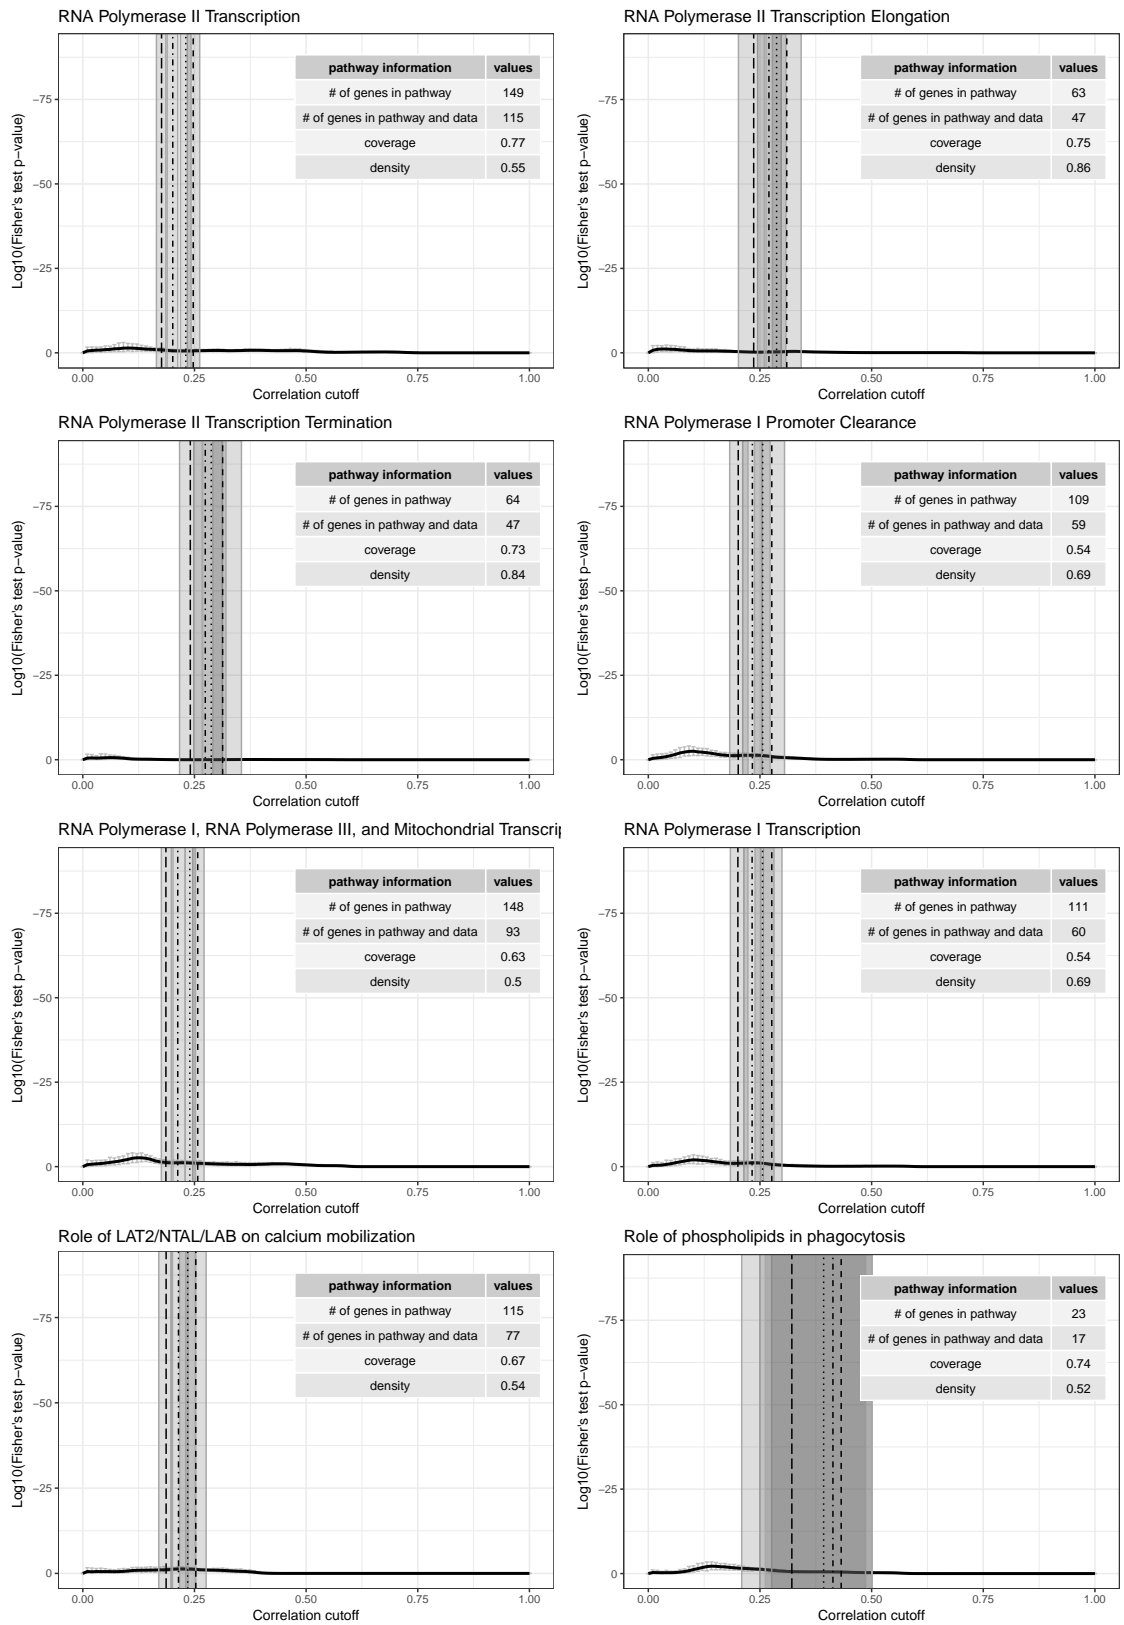 RNA Polymerase II Transcription
pathway information values
# of genes in pathway 149
# of genes in pathway and data 115
coverage 0.77
density 0.55
Log10(Fisher's test p−value)
−75
−50
−25
0
0.00 0.25 0.50 0.75 1.00
Correlation cutoff
RNA Polymerase II Transcription Elongation
pathway information values
# of genes in pathway 63
# of genes in pathway and data 47
coverage 0.75
density 0.86
Log10(Fisher's test p−value)
−75
−50
−25
0
0.00 0.25 0.50 0.75 1.00
Correlation cutoff
RNA Polymerase II Transcription Termination
pathway information values
# of genes in pathway 64
# of genes in pathway and data 47
coverage 0.73
density 0.84
Log10(Fisher's test p−value)
−75
−50
−25
0
0.00 0.25 0.50 0.75 1.00
Correlation cutoff
RNA Polymerase I Promoter Clearance
pathway information values
# of genes in pathway 109
# of genes in pathway and data 59
coverage 0.54
density 0.69
Log10(Fisher's test p−value)
−75
−50
−25
0
0.00 0.25 0.50 0.75 1.00
Correlation cutoff
RNA Polymerase I, RNA Polymerase III, and Mitochondrial Transcrip
pathway information values
# of genes in pathway 148
# of genes in pathway and data 93
coverage 0.63
density 0.5
Log10(Fisher's test p−value)
−75
−50
−25
0
0.00 0.25 0.50 0.75 1.00
Correlation cutoff
RNA Polymerase I Transcription
pathway information values
# of genes in pathway 111
# of genes in pathway and data 60
coverage 0.54
density 0.69
Log10(Fisher's test p−value)
−75
−50
−25
0
0.00 0.25 0.50 0.75 1.00
Correlation cutoff
Role of LAT2/NTAL/LAB on calcium mobilization
pathway information values
# of genes in pathway 115
# of genes in pathway and data 77
coverage 0.67
density 0.54
Log10(Fisher's test p−value)
−75
−50
−25
0
0.00 0.25 0.50 0.75 1.00
Correlation cutoff
Role of phospholipids in phagocytosis
pathway information values
# of genes in pathway 23
# of genes in pathway and data 17
coverage 0.74
density 0.52
Log10(Fisher's test p−value)
−75
−50
−25
0
0.00 0.25 0.50 0.75 1.00
Correlation cutoff